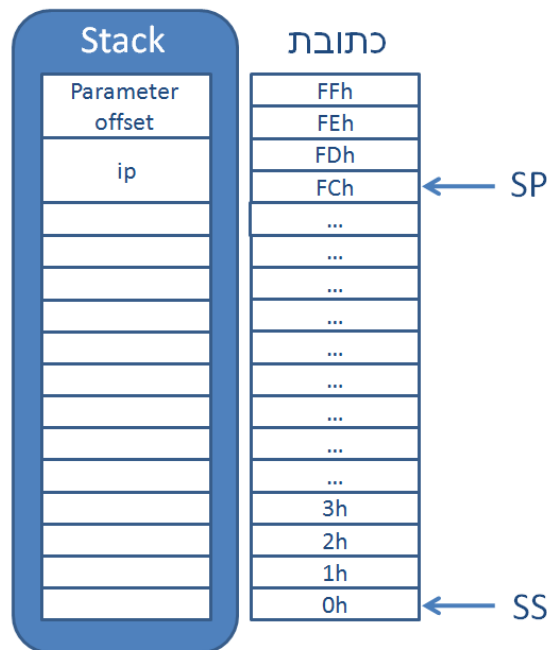 Stack
כתובת
Parameter
offset
ip
FFh
FEh
FDh
FCh
SP
...
...
...
...
...
...
...
...
...
3h
2h
1h
0h
SS